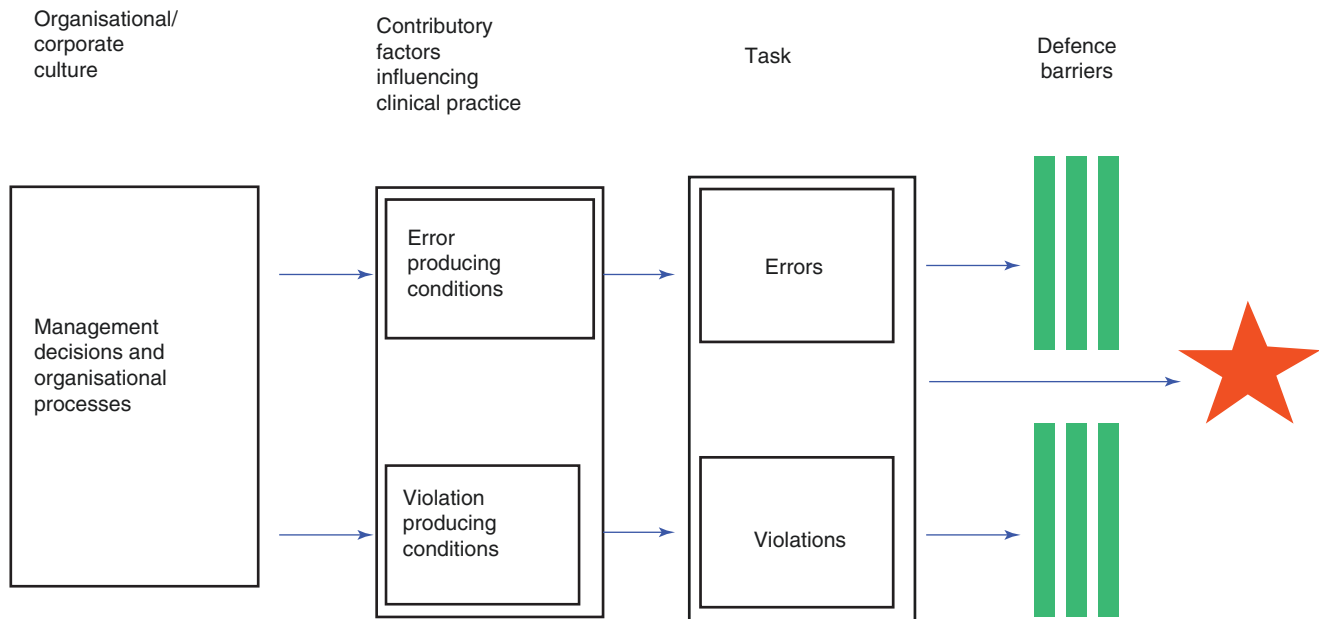 Organisational/
corporate
culture
Contributory
factors
influencing
clinical practice
Task
Defence
barriers
Management
decisions and
organisational
processes
Error
producing
conditions
Errors
Violation
producing
conditions
Violations